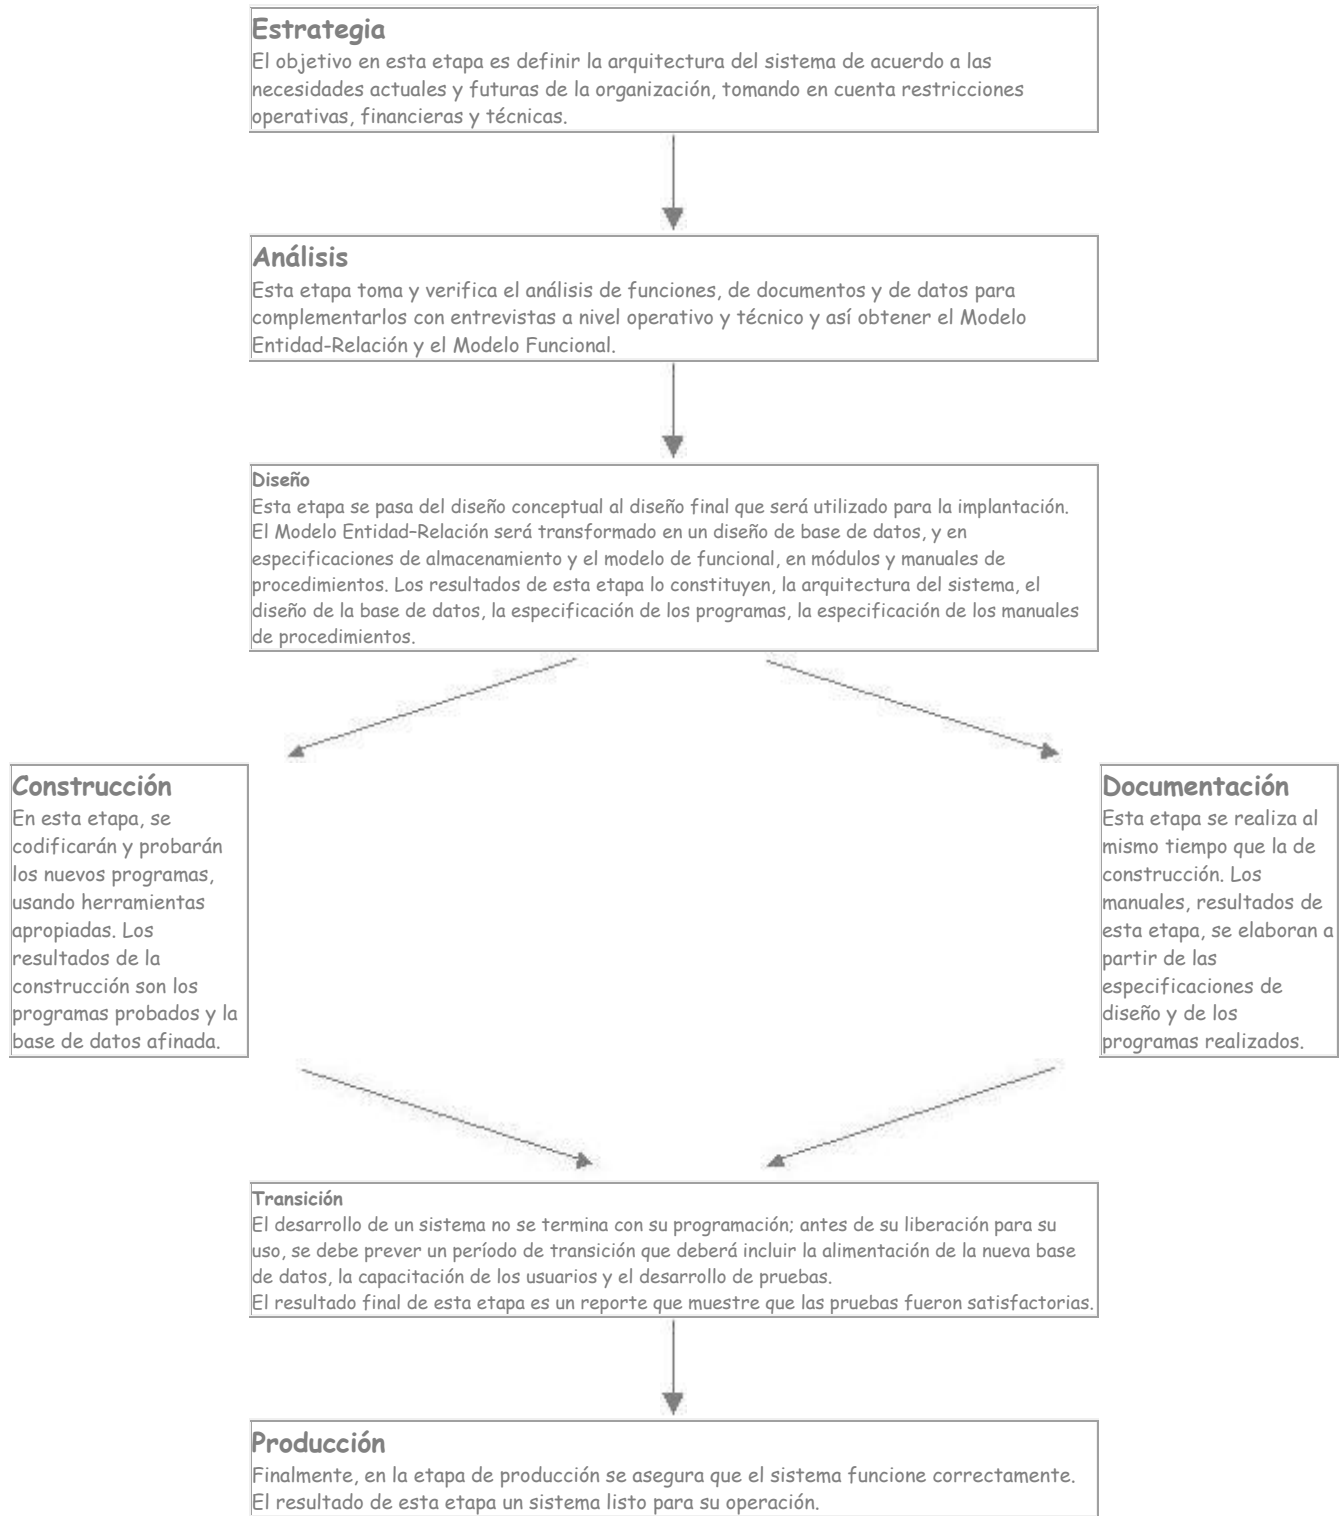 Estrategia
El objetivo en esta etapa es definir la arquitectura del sistema de acuerdo a las
necesidades actuales y futuras de la organización, tomando en cuenta restricciones
operativas, financieras y técnicas.
Análisis
Esta etapa toma y verifica el análisis de funciones, de documentos y de datos para
complementarlos con entrevistas a nivel operativo y técnico y así obtener el Modelo
Entidad-Relación y el Modelo Funcional.
Diseño
Esta etapa se pasa del diseño conceptual al diseño final que será utilizado para la implantación.
El Modelo Entidad–Relación será transformado en un diseño de base de datos, y en
especificaciones de almacenamiento y el modelo de funcional, en módulos y manuales de
procedimientos. Los resultados de esta etapa lo constituyen, la arquitectura del sistema, el
diseño de la base de datos, la especificación de los programas, la especificación de los manuales
de procedimientos.
Construcción
En esta etapa, se
codificarán y probarán
los nuevos programas,
usando herramientas
apropiadas. Los
resultados de la
construcción son los
programas probados y la
base de datos afinada.
Documentación
Esta etapa se realiza al
mismo tiempo que la de
construcción. Los
manuales, resultados de
esta etapa, se elaboran a
partir de las
especificaciones de
diseño y de los
programas realizados.
Transición
El desarrollo de un sistema no se termina con su programación; antes de su liberación para su
uso, se debe prever un período de transición que deberá incluir la alimentación de la nueva base
de datos, la capacitación de los usuarios y el desarrollo de pruebas.
El resultado final de esta etapa es un reporte que muestre que las pruebas fueron satisfactorias.
Producción
Finalmente, en la etapa de producción se asegura que el sistema funcione correctamente.
El resultado de esta etapa un sistema listo para su operación.